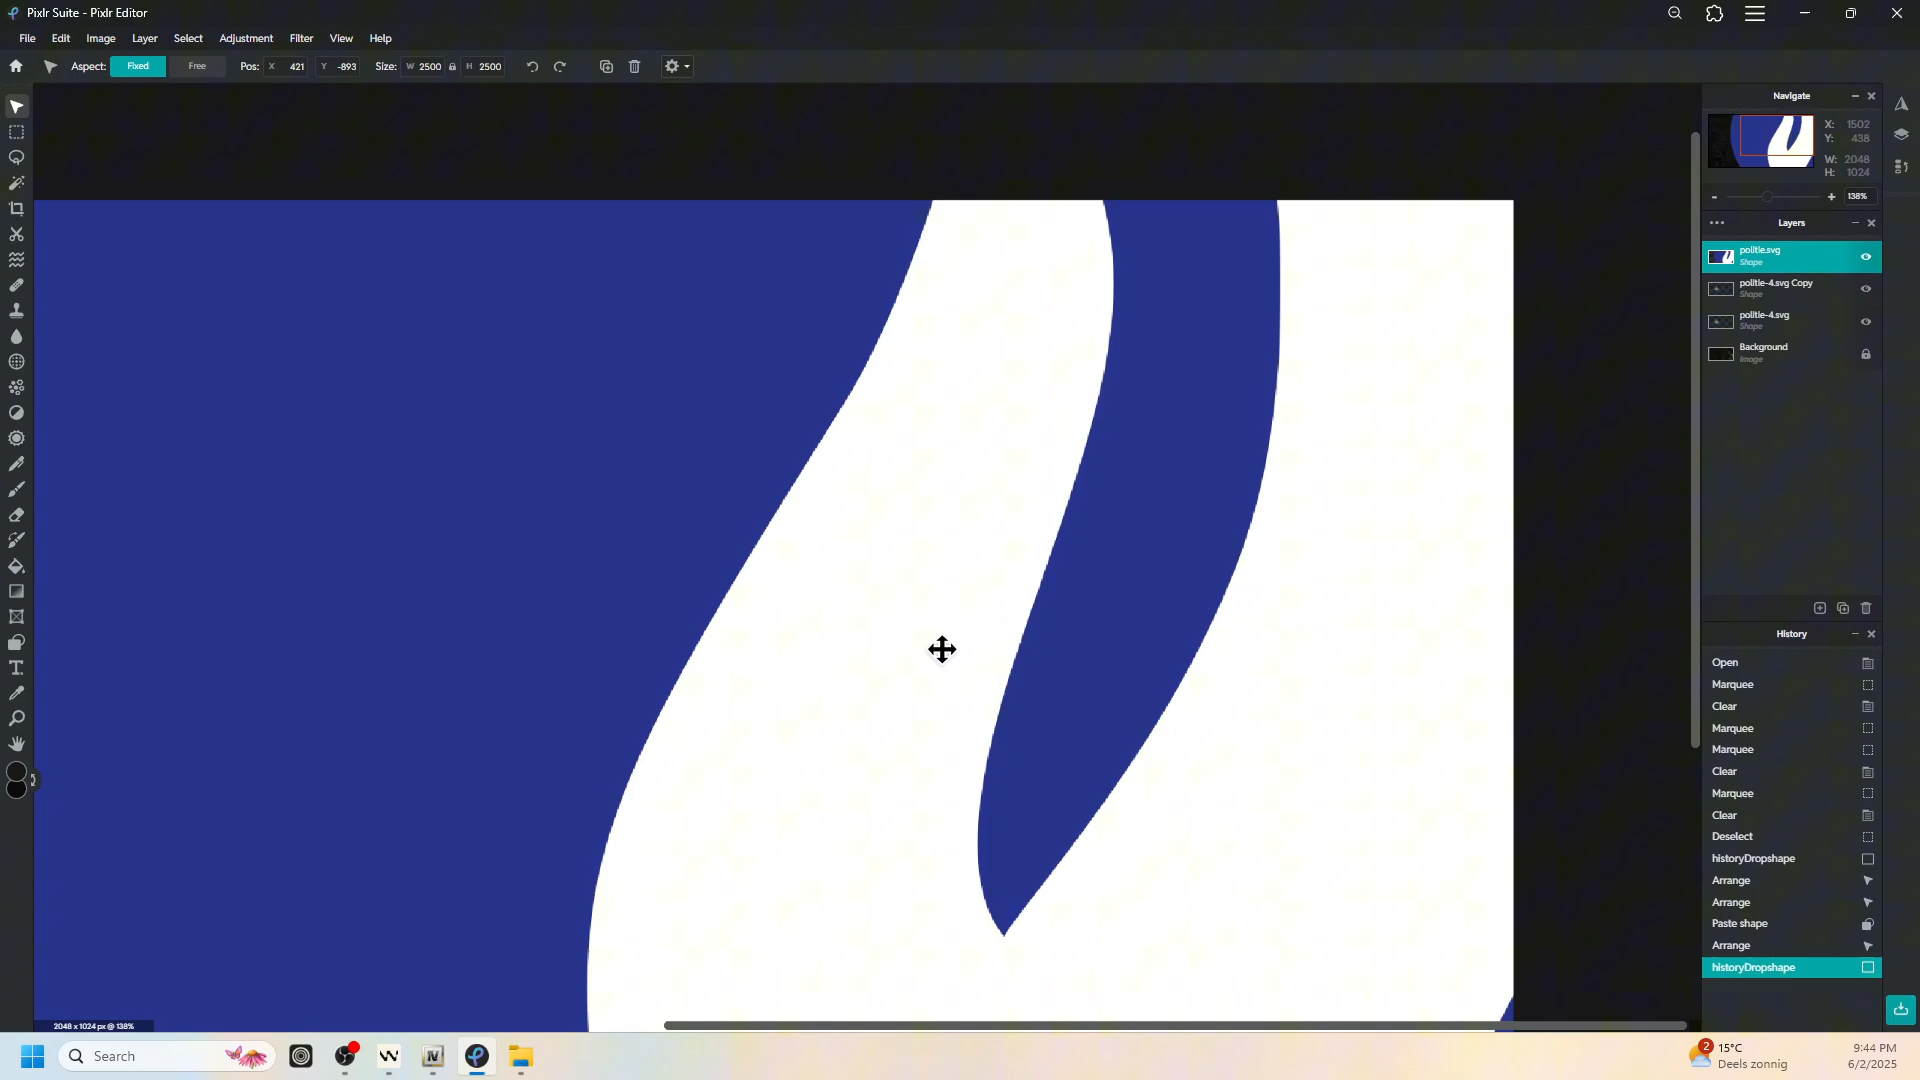 Pixlr Suite - Pixlr Editor
File Edit Image Layer Select Adjustment Filter View Help
Aspect: Fixed Free Pos: X 421 Y -893 Size: W 2500 H 2500
Navigate
X: 1502
Y: 438
W: 2048
H: 1024
- + 138%
Layers
politie.svg
Shape
politie-4.svg Copy
Shape
politie-4.svg
Shape
Background
Image
History
Open
Marquee
Clear
Marquee
Marquee
Clear
Marquee
Clear
Deselect
historyDropshape
Arrange
Arrange
Paste shape
Arrange
historyDropshape
2048 x 1024 px @ 138%
Search
2
15°C
Deels zonnig
9:44 PM
6/2/2025